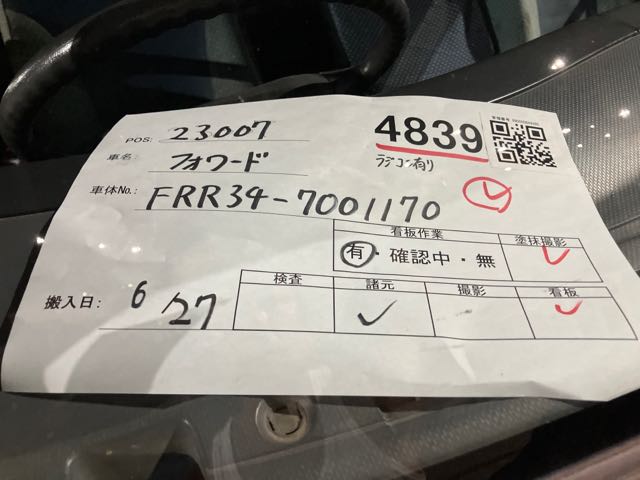 POS: 23007
4839
車名: フォワード
ラジコン有り
車体No.: FRR34-7001170
看板作業
塗抹撮影
有・確認中・無
搬入日: 6/27
検査 諸元 撮影 看板